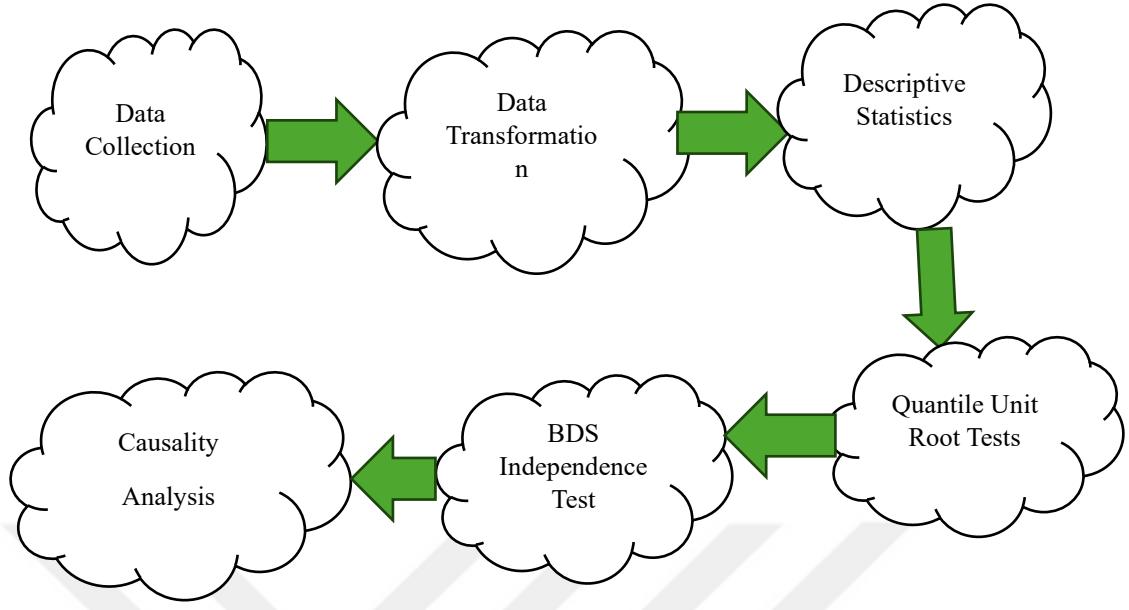 Data
Collection
Data
Transformatio
n
Descriptive
Statistics
Quantile Unit
Root Tests
BDS
Independence
Test
Causality
Analysis